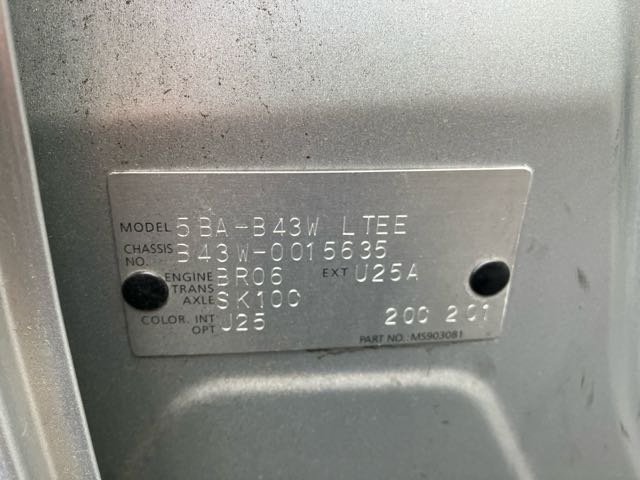 MODEL 5BA-B43W LTEE
CHASSIS NO. B43W-0015635
ENGINE BR06 EXT U25A
TRANS AXLE SK100
COLOR. INT OPT U25 200 201
PART NO.: MS903081